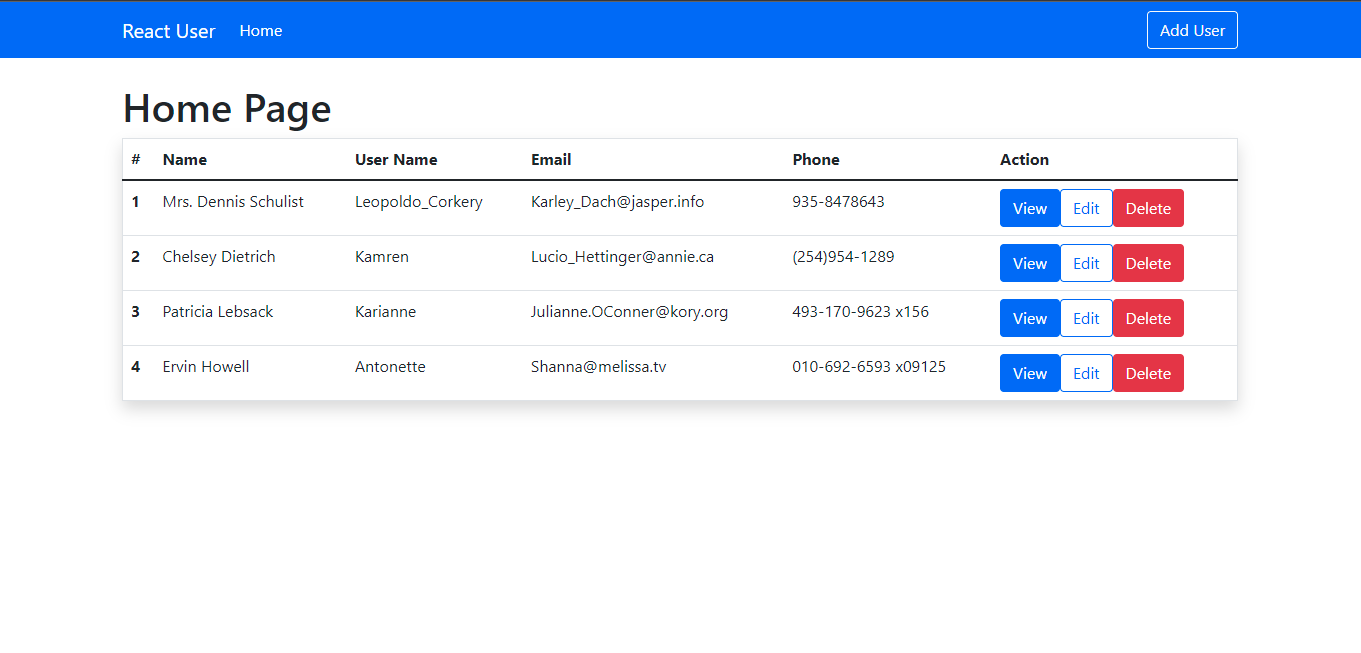 React User Home Add User
Home Page
# Name User Name Email Phone Action
1 Mrs. Dennis Schulist Leopoldo_Corkery Karley_Dach@jasper.info 935-8478643 View Edit Delete
2 Chelsey Dietrich Kamren Lucio_Hettinger@annie.ca (254)954-1289 View Edit Delete
3 Patricia Lebsack Karianne Julianne.OConner@kory.org 493-170-9623 x156 View Edit Delete
4 Ervin Howell Antonette Shanna@melissa.tv 010-692-6593 x09125 View Edit Delete